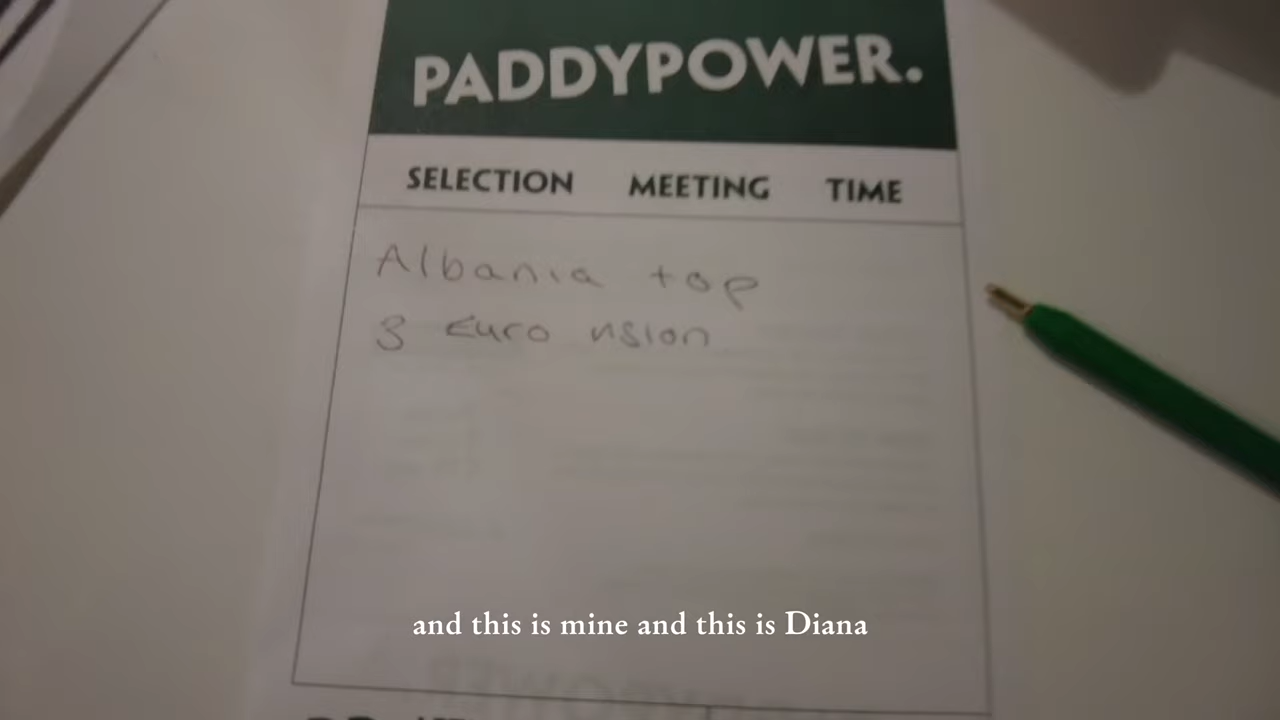 PADDYPOWER.
SELECTION MEETING TIME
Albania top
3 Euro vision
and this is mine and this is Diana